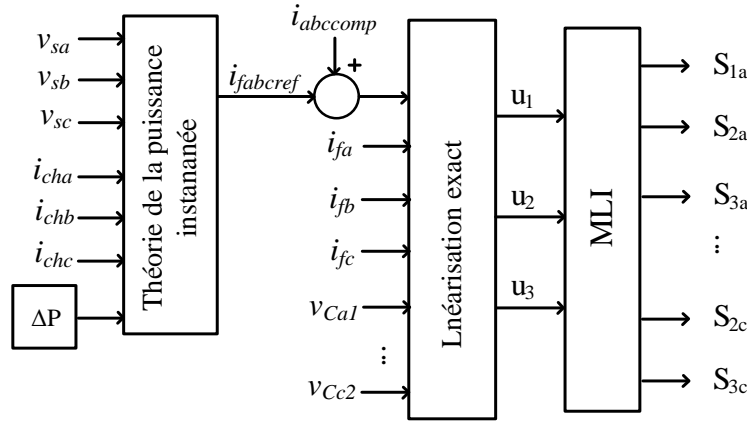 v_sa
v_sb
v_sc
i_cha
i_chb
i_chc
ΔP
Théorie de la puissance
instananée
i_fabcref
i_abccomp
+
i_fa
i_fb
i_fc
v_Ca1
...
v_Cc2
Lnéarisation exact
u_1
u_2
u_3
MLI
S_1a
S_2a
S_3a
...
S_2c
S_3c